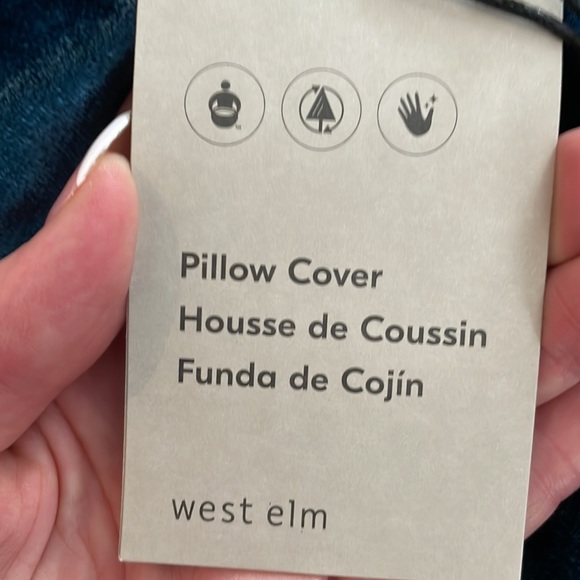 Pillow Cover
Housse de Coussin
Funda de Cojín
west elm